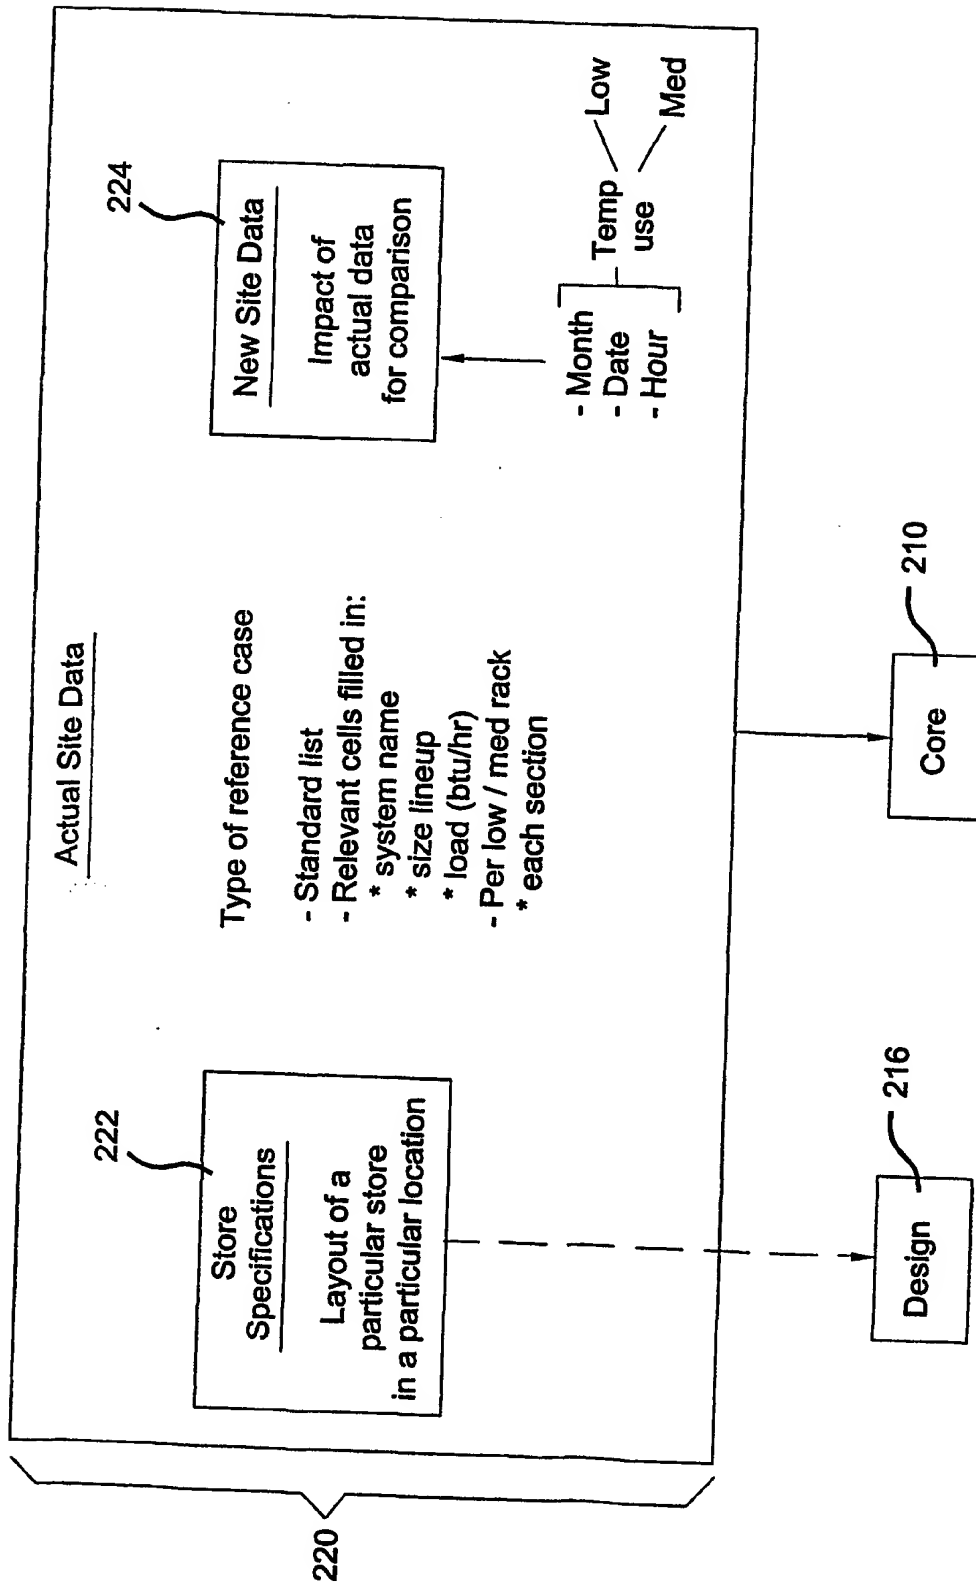 Actual Site Data
222
Store
Specifications
Layout of a
particular store
in a particular location
Type of reference case
- Standard list
- Relevant cells filled in:
* system name
* size lineup
* load (btu/hr)
- Per low / med rack
* each section
224
New Site Data
Impact of
actual data
for comparison
- Month
- Date
- Hour
Temp
use
Low
Med
220
Design
216
Core
210